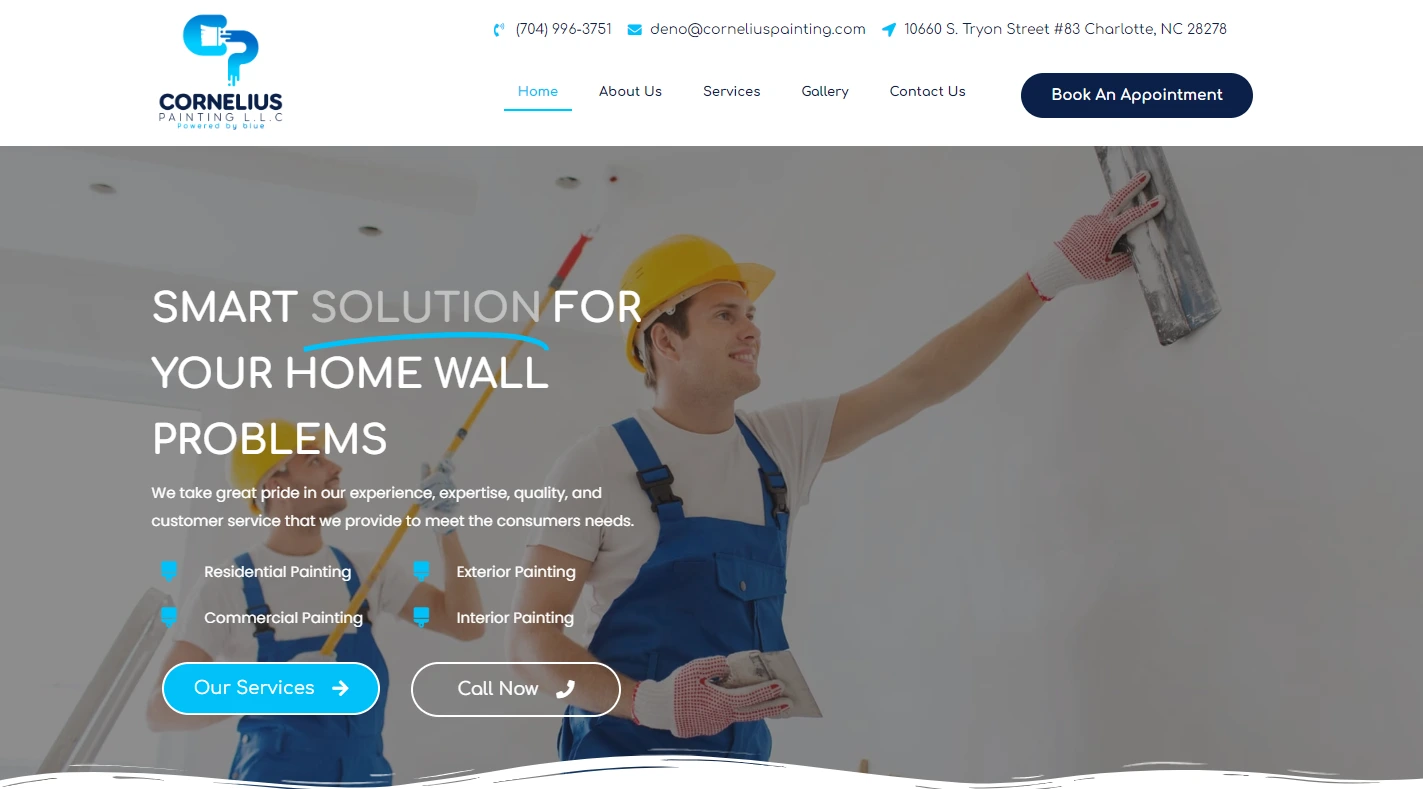 CORNELIUS
PAINTING L.L.C
Powered by blue
(704) 996-3751
deno@corneliuspainting.com
10660 S. Tryon Street #83 Charlotte, NC 28278
Home
About Us
Services
Gallery
Contact Us
Book An Appointment
SMART SOLUTION FOR
YOUR HOME WALL
PROBLEMS
We take great pride in our experience, expertise, quality, and
customer service that we provide to meet the consumers needs.
Residential Painting
Exterior Painting
Commercial Painting
Interior Painting
Our Services
Call Now